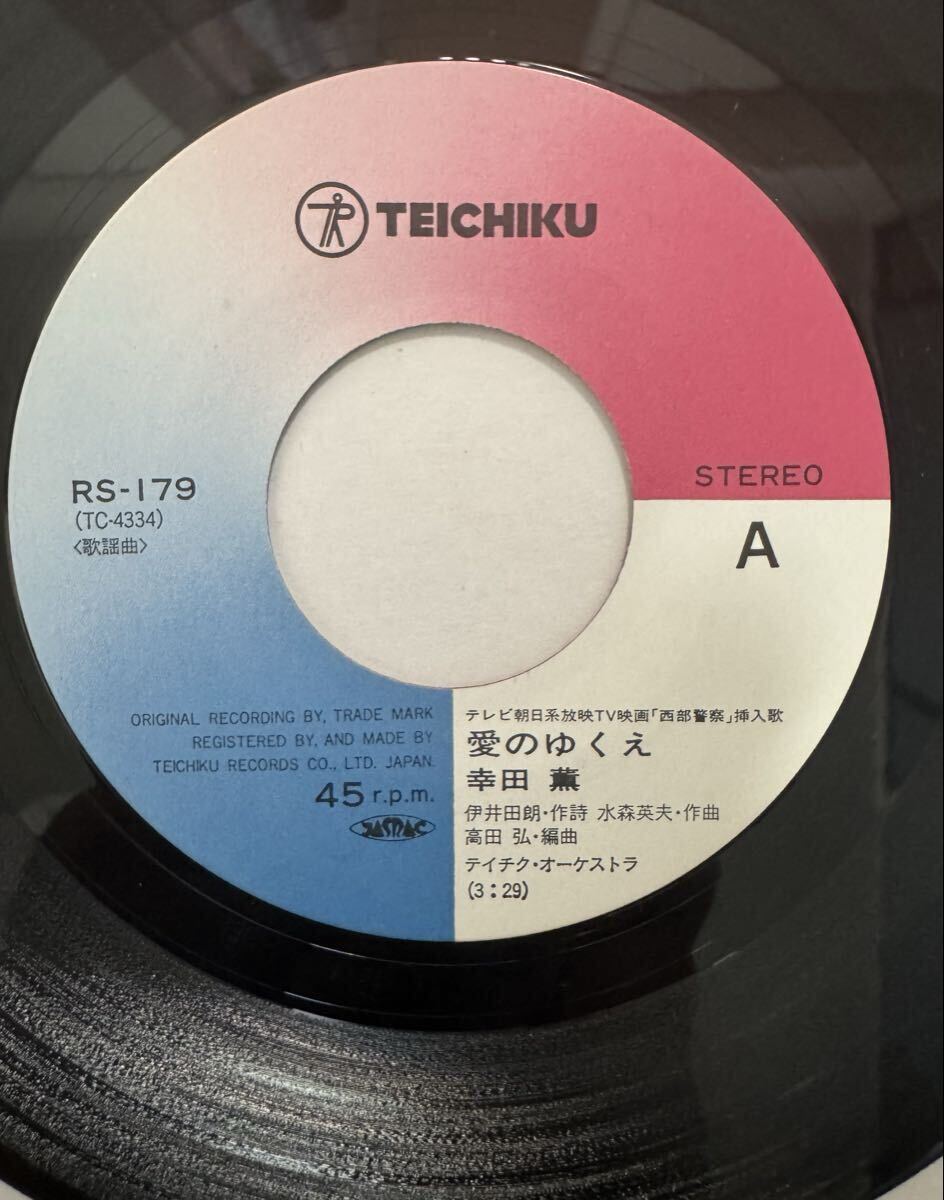 TEICHIKU
RS-179
(TC-4334)
〈歌謡曲〉
STEREO
A
ORIGINAL RECORDING BY, TRADE MARK
REGISTERED BY, AND MADE BY
TEICHIKU RECORDS CO., LTD. JAPAN.
45 r.p.m.
JASRAC
テレビ朝日系放映TV映画「西部警察」挿入歌
愛のゆくえ
幸田 薫
伊井田朗・作詩 水森英夫・作曲
高田 弘・編曲
テイチク・オーケストラ
(3:29)